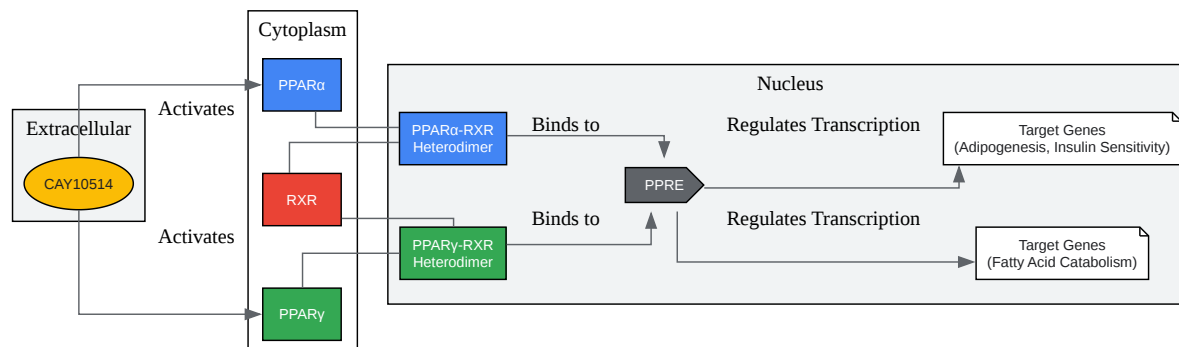 Cytoplasm
PPARα
Activates
Extracellular
CAY10514
RXR
Activates
PPARγ
Nucleus
PPARα-RXR
Heterodimer
Binds to
Regulates Transcription
Target Genes
(Adipogenesis, Insulin Sensitivity)
PPRE
Binds to
Regulates Transcription
PPARγ-RXR
Heterodimer
Target Genes
(Fatty Acid Catabolism)